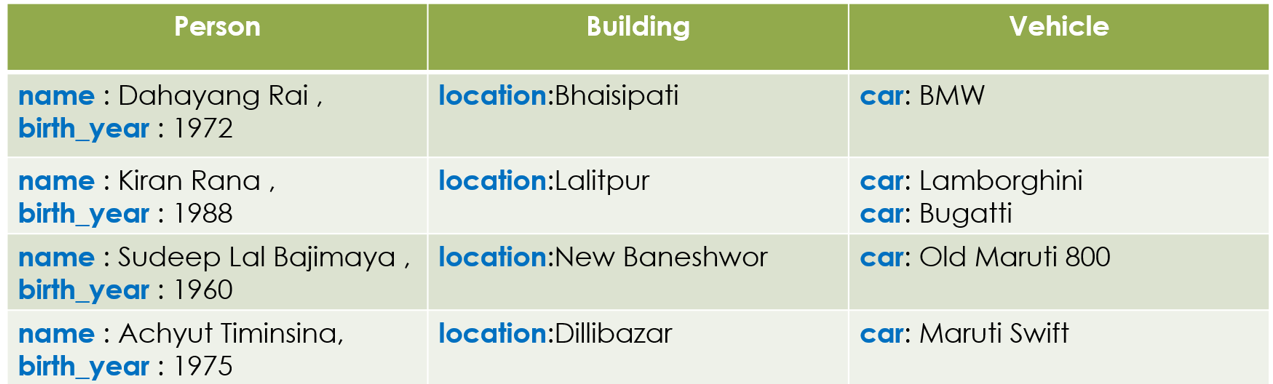 Person Building Vehicle
name : Dahayang Rai , location:Bhaisipati car: BMW
birth_year : 1972
name : Kiran Rana , location:Lalitpur car: Lamborghini
birth_year : 1988 car: Bugatti
name : Sudeep Lal Bajimaya , location:New Baneshwor car: Old Maruti 800
birth_year : 1960
name : Achyut Timinsina, location:Dillibazar car: Maruti Swift
birth_year : 1975